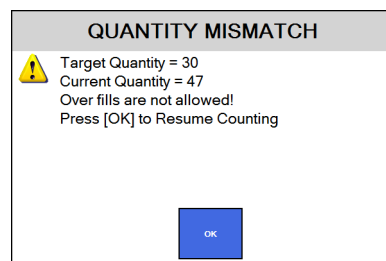 QUANTITY MISMATCH
Target Quantity = 30
Current Quantity = 47
Over fills are not allowed!
Press [OK] to Resume Counting
OK